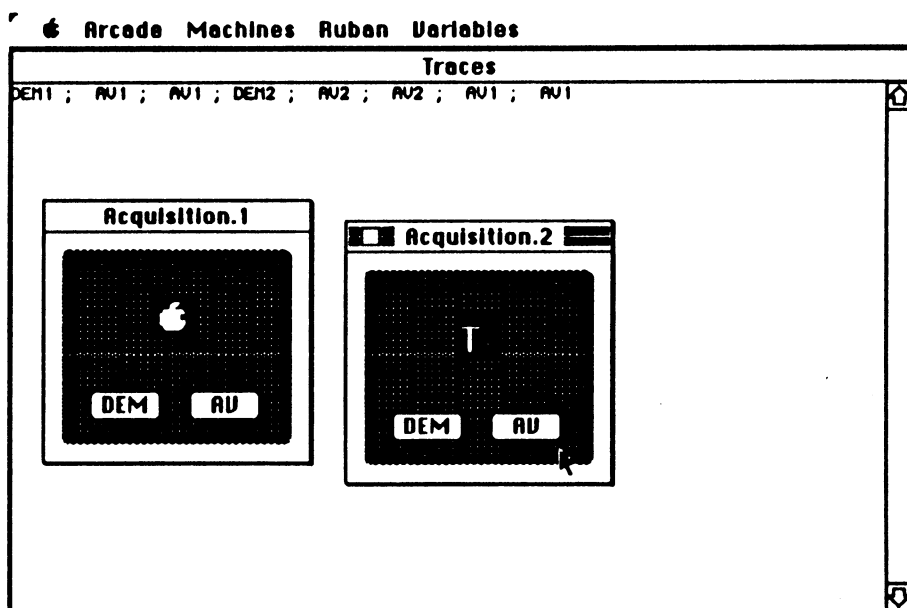 Arcade Machines Ruban Variables
Traces
DEM1 ; AV1 ; AV1 ; DEM2 ; AV2 ; AV2 ; AV1 ; AV1
Acquisition.1
DEM AV
Acquisition.2
T
DEM AV